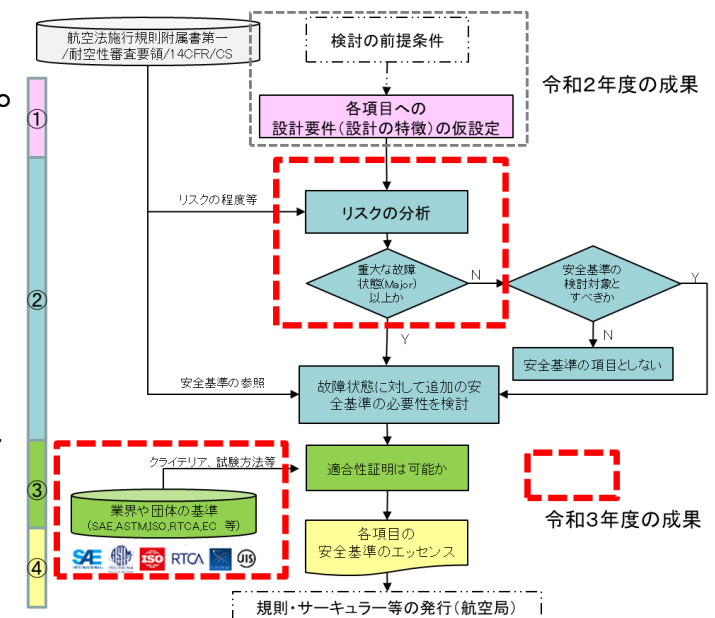 航空法施行規則附属書第一
/耐空性審査要領/14CFR/CS
検討の前提条件
令和2年度の成果
①
各項目への
設計要件(設計の特徴)の仮設定
リスクの程度等
リスクの分析
②
重大な故障
状態(Major)
以上か
N
安全基準の
検討対象と
すべきか
Y
Y
N
安全基準の項目としない
安全基準の参照
故障状態に対して追加の安
全基準の必要性を検討
③
クライテリア、試験方法等
適合性証明は可能か
業界や団体の基準
(SAE,ASTM,ISO,RTCA,EC 等)
令和3年度の成果
④
SAE
INTERNATIONAL
ASTM
ISO
RTCA
JIS
各項目の
安全基準のエッセンス
規則・サーキュラー等の発行(航空局)